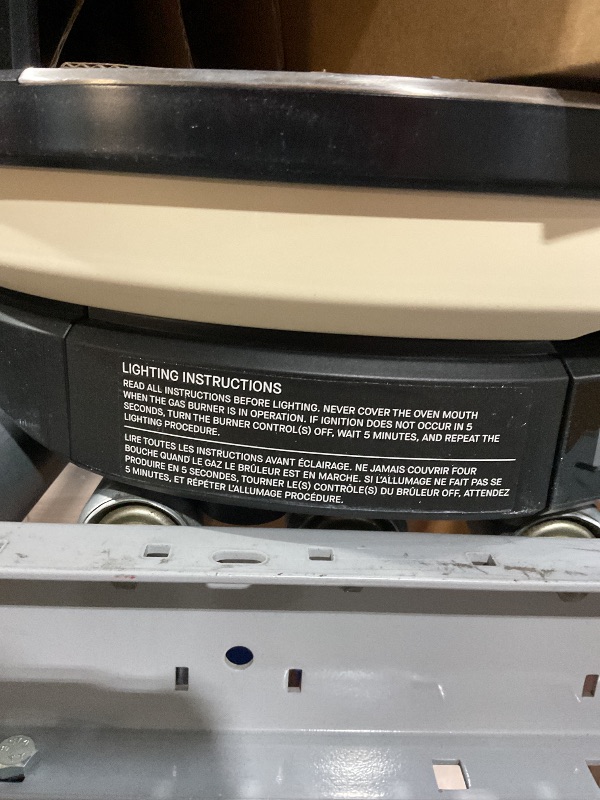 LIGHTING INSTRUCTIONS
READ ALL INSTRUCTIONS BEFORE LIGHTING. NEVER COVER THE OVEN MOUTH
WHEN THE GAS BURNER IS IN OPERATION. IF IGNITION DOES NOT OCCUR IN 5
SECONDS, TURN THE BURNER CONTROL(S) OFF, WAIT 5 MINUTES, AND REPEAT THE
LIGHTING PROCEDURE.
LIRE TOUTES LES INSTRUCTIONS AVANT ÉCLAIRAGE. NE JAMAIS COUVRIR FOUR
BOUCHE QUAND LE GAZ LE BRÛLEUR EST EN MARCHE. SI L'ALLUMAGE NE FAIT PAS SE
PRODUIRE EN 5 SECONDES, TOURNER LE(S) CONTRÔLE(S) DU BRÛLEUR OFF, ATTENDEZ
5 MINUTES, ET RÉPÉTER L'ALLUMAGE PROCÉDURE.